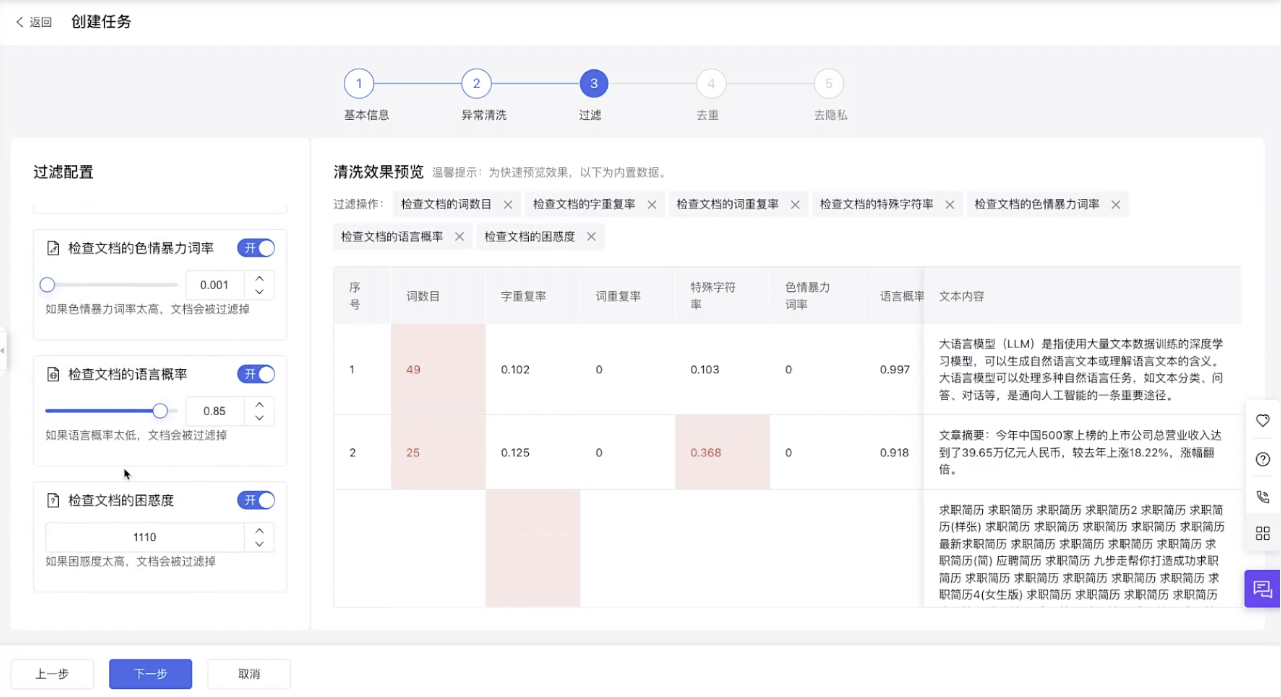 返回 创建任务
1 2 3 4 5
基本信息 异常清洗 过滤 去重 去隐私
过滤配置
检查文档的色情暴力词率 开
0.001
如果色情暴力词率太高，文档会被过滤掉
检查文档的语言概率 开
0.85
如果语言概率太低，文档会被过滤掉
检查文档的困惑度 开
1110
如果困惑度太高，文档会被过滤掉
清洗效果预览 温馨提示：为快速预览效果，以下为内置数据。
过滤操作： 检查文档的词数目 检查文档的字重复率 检查文档的词重复率 检查文档的特殊字符率 检查文档的色情暴力词率
检查文档的语言概率 检查文档的困惑度
序号 词数目 字重复率 词重复率 特殊字符率 色情暴力词率 语言概率 文本内容
1 49 0.102 0 0.103 0 0.997
大语言模型（LLM）是指使用大量文本数据训练的深度学
习模型，可以生成自然语言文本或理解语言文本的含义。
大语言模型可以处理多种自然语言任务，如文本分类、问
答、对话等，是通向人工智能的一条重要途径。
2 25 0.125 0 0.368 0 0.918
文章摘要：今年中国500家上榜的上市公司总营业收入达
到了39.65万亿元人民币，较去年上涨18.22%，涨幅翻
倍。
求职简历 求职简历 求职简历 求职简历2 求职简历 求职简
历(样张) 求职简历 求职简历 求职简历 求职简历 求职简历
最新求职简历 求职简历 求职简历 求职简历 求职简历 求
职简历(简) 应聘简历 求职简历 九步走帮你打造成功求职
简历 求职简历 求职简历 求职简历 求职简历 求职简历 求
职简历4(女生版) 求职简历 求职简历 求职简历 求职简历
上一步 下一步 取消